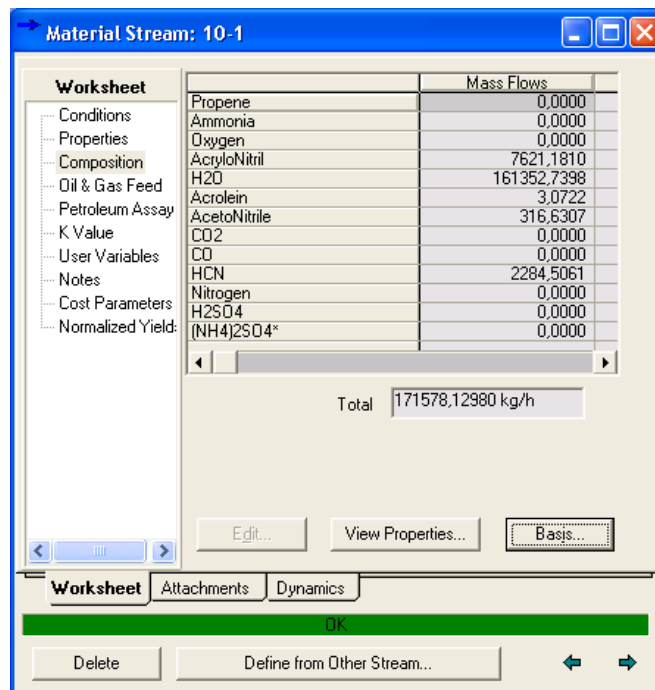 Material Stream: 10-1
Worksheet
Conditions
Properties
Composition
Oil & Gas Feed
Petroleum Assay
K Value
User Variables
Notes
Cost Parameters
Normalized Yield:
Mass Flows
Propene 0,0000
Ammonia 0,0000
Oxygen 0,0000
AcryloNitril 7621,1810
H2O 161352,7398
Acrolein 3,0722
AcetoNitrile 316,6307
CO2 0,0000
CO 0,0000
HCN 2284,5061
Nitrogen 0,0000
H2SO4 0,0000
(NH4)2SO4* 0,0000
Total 171578,12980 kg/h
Edit... View Properties... Basis...
Worksheet Attachments Dynamics
OK
Delete Define from Other Stream...